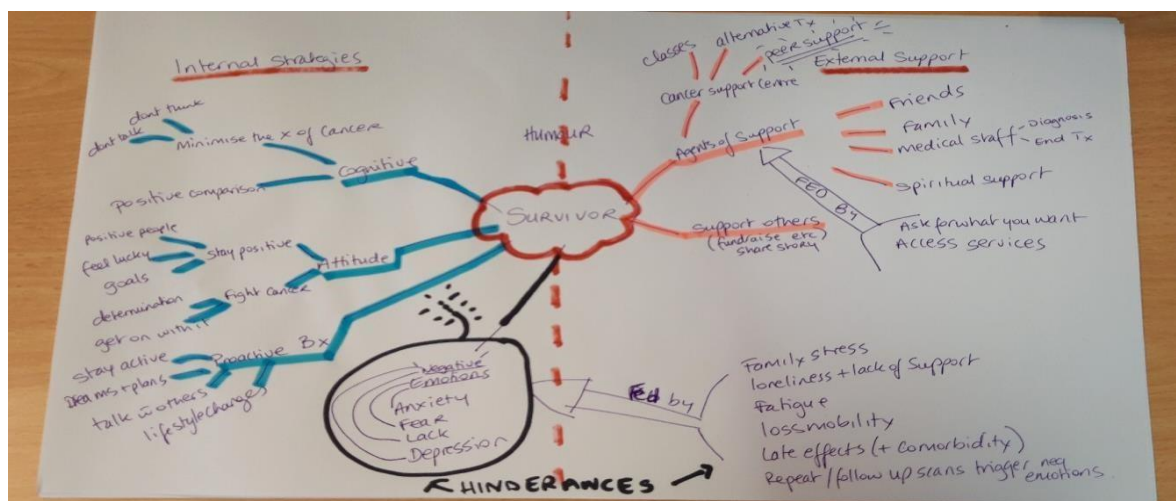 Internal Strategies
dont think
dont talk
Minimise the x of cancer
positive comparison
Cognitive
positive people
feel lucky
goals
stay positive
Attitude
determination
get on with it
Fight cancer
stay active
Dreams + plans
talk w others
lifestyle changes
Proactive Bx
HUMOUR
SURVIVOR
classes
alternative Tx
peer support
Cancer support centre
External Support
Agents of Support
Friends
Family
medical staff - Diagnosis
- End Tx
Spiritual support
FED BY
Ask for what you want
Access services
Support others
(fundraise etc)
share story
Negative
Emotions
Anxiety
Fear
Lack
Depression
Fed by
Family stress
loneliness + lack of Support
Fatigue
loss mobility
Late effects (+ comorbidity)
Repeat / follow up scans trigger neg
emotions
HINDERANCES